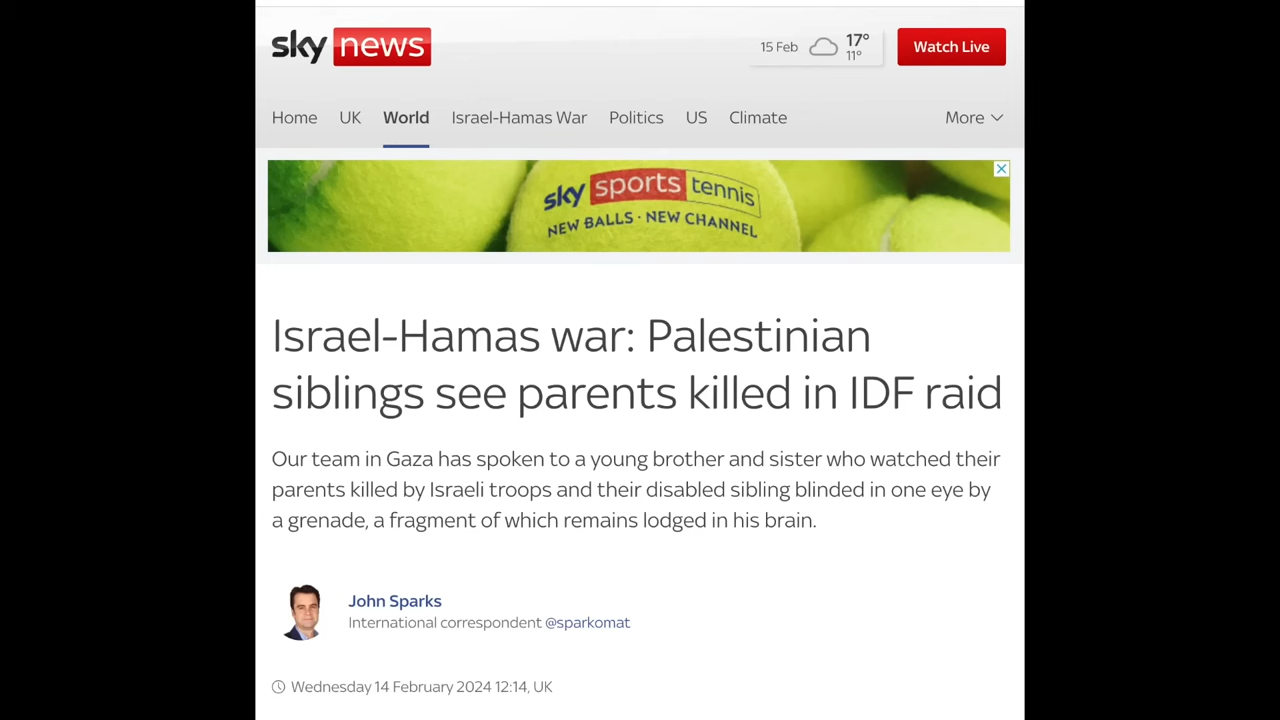 sky news
15 Feb 17° 11°
Watch Live
Home UK World Israel-Hamas War Politics US Climate More
sky sports tennis
NEW BALLS · NEW CHANNEL
Israel-Hamas war: Palestinian
siblings see parents killed in IDF raid
Our team in Gaza has spoken to a young brother and sister who watched their
parents killed by Israeli troops and their disabled sibling blinded in one eye by
a grenade, a fragment of which remains lodged in his brain.
John Sparks
International correspondent @sparkomat
Wednesday 14 February 2024 12:14, UK